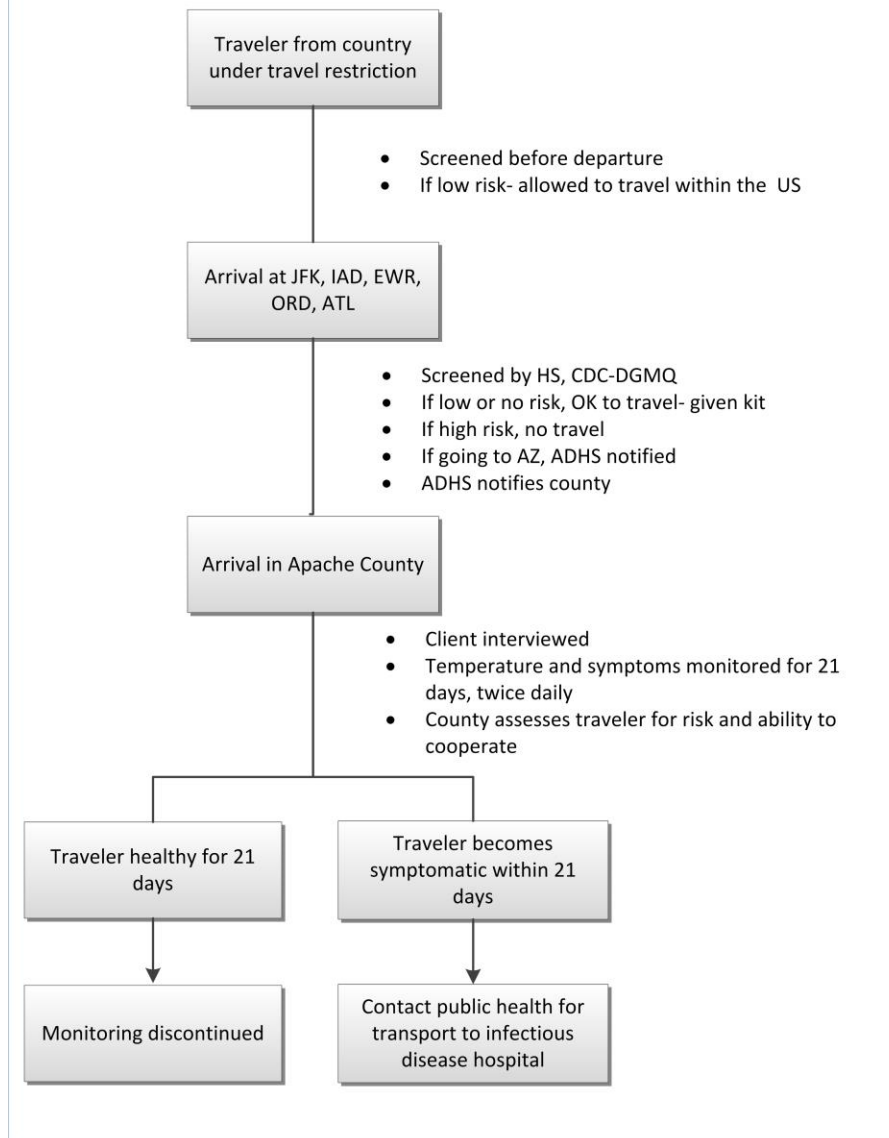 Traveler from country
under travel restriction
• Screened before departure
• If low risk- allowed to travel within the  US
Arrival at JFK, IAD, EWR,
ORD, ATL
• Screened by HS, CDC-DGMQ
• If low or no risk, OK to travel- given kit
• If high risk, no travel
• If going to AZ, ADHS notified
• ADHS notifies county
Arrival in Apache County
• Client interviewed
• Temperature and symptoms monitored for 21
days, twice daily
• County assesses traveler for risk and ability to
cooperate
Traveler healthy for 21
days
Traveler becomes
symptomatic within 21
days
Monitoring discontinued
Contact public health for
transport to infectious
disease hospital